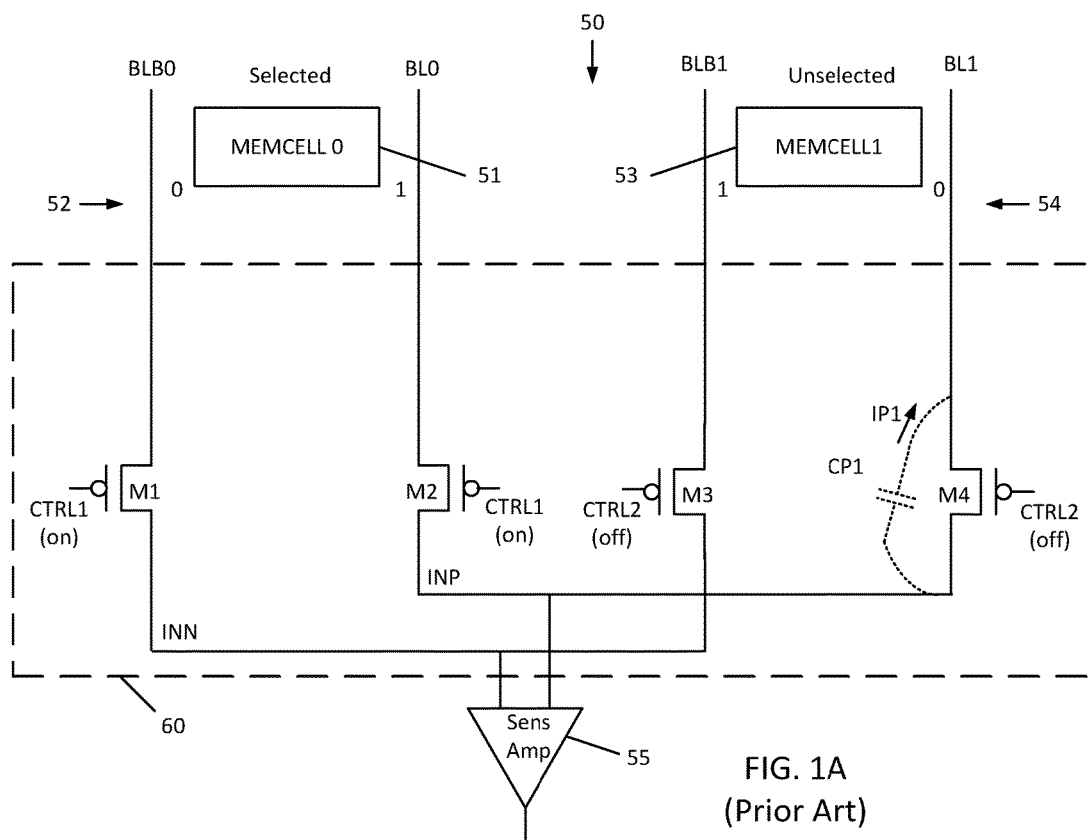 50
BLB0 Selected BL0 BLB1 Unselected BL1
MEMCELL 0 MEMCELL1
51 53
0 1 1 0
52 54
IP1
CP1
M1 M2 M3 M4
CTRL1 CTRL1 CTRL2 CTRL2
(on) (on) (off) (off)
INP
INN
60
Sens
Amp
55
FIG. 1A
(Prior Art)